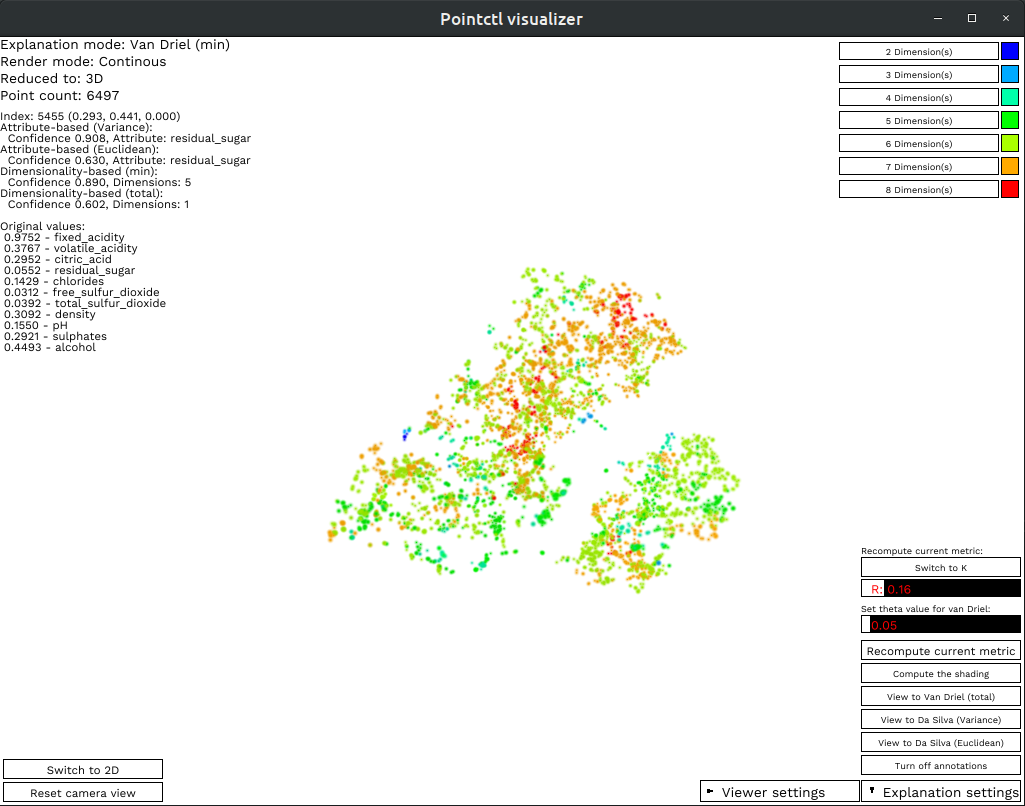 Pointctl visualizer
Explanation mode: Van Driel (min)
Render mode: Continous
Reduced to: 3D
Point count: 6497
Index: 5455 (0.293, 0.441, 0.000)
Attribute-based (Variance):
Confidence 0.908, Attribute: residual_sugar
Attribute-based (Euclidean):
Confidence 0.630, Attribute: residual_sugar
Dimensionality-based (min):
Confidence 0.890, Dimensions: 5
Dimensionality-based (total):
Confidence 0.602, Dimensions: 1
Original values:
0.9752 - fixed_acidity
0.3767 - volatile_acidity
0.2952 - citric_acid
0.0552 - residual_sugar
0.1429 - chlorides
0.0312 - free_sulfur_dioxide
0.0392 - total_sulfur_dioxide
0.3092 - density
0.1550 - pH
0.2921 - sulphates
0.4493 - alcohol
2 Dimension(s)
3 Dimension(s)
4 Dimension(s)
5 Dimension(s)
6 Dimension(s)
7 Dimension(s)
8 Dimension(s)
Recompute current metric:
Switch to K
R: 0.16
Set theta value for van Driel:
0.05
Recompute current metric
Compute the shading
View to Van Driel (total)
View to Da Silva (Variance)
View to Da Silva (Euclidean)
Turn off annotations
Switch to 2D
Reset camera view
Viewer settings
Explanation settings